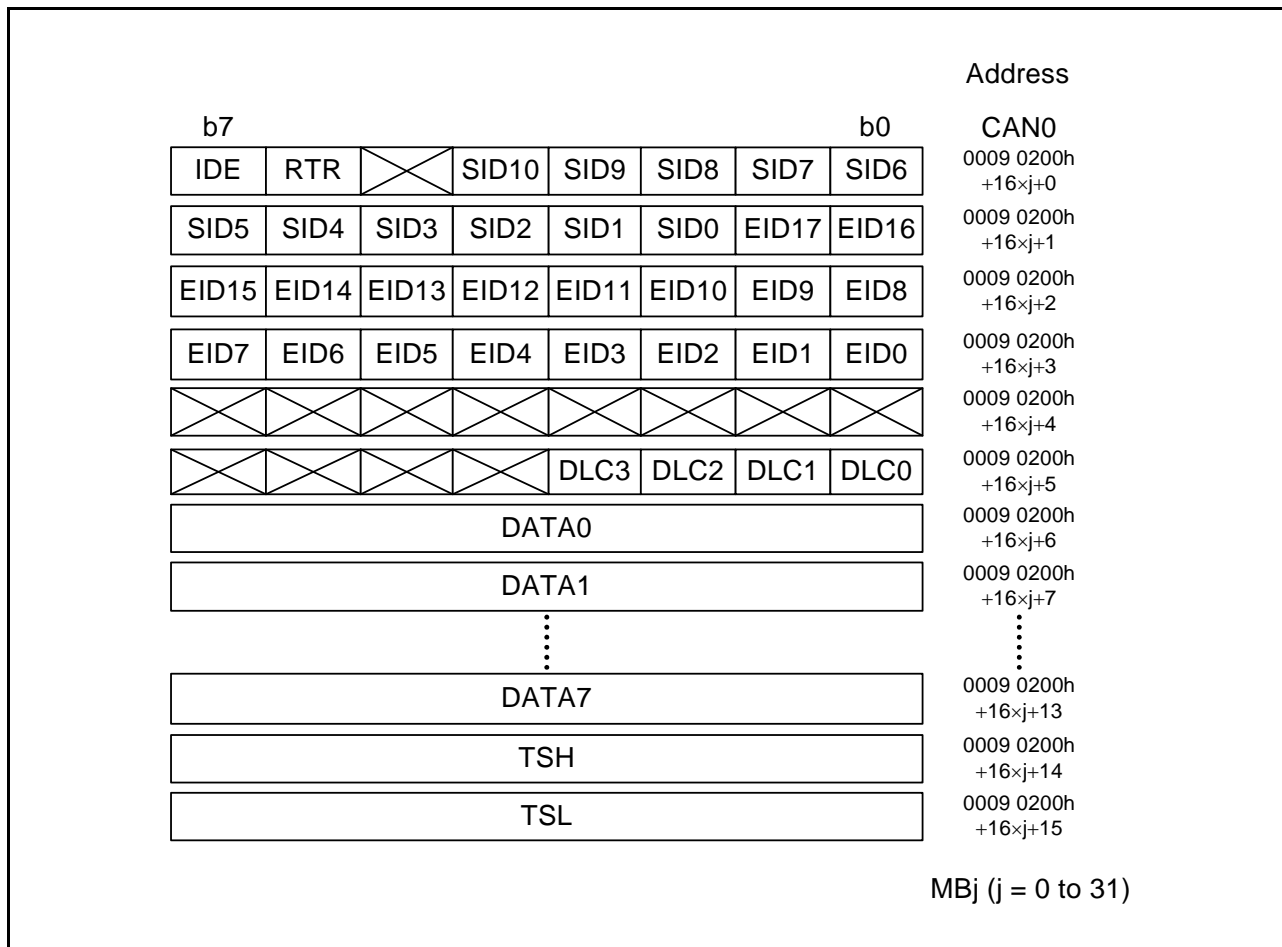 Address
b7 b0 CAN0
IDE RTR SID10 SID9 SID8 SID7 SID6 0009 0200h
+16×j+0
SID5 SID4 SID3 SID2 SID1 SID0 EID17 EID16 0009 0200h
+16×j+1
EID15 EID14 EID13 EID12 EID11 EID10 EID9 EID8 0009 0200h
+16×j+2
EID7 EID6 EID5 EID4 EID3 EID2 EID1 EID0 0009 0200h
+16×j+3
0009 0200h
+16×j+4
DLC3 DLC2 DLC1 DLC0 0009 0200h
+16×j+5
DATA0 0009 0200h
+16×j+6
DATA1 0009 0200h
+16×j+7
DATA7 0009 0200h
+16×j+13
TSH 0009 0200h
+16×j+14
TSL 0009 0200h
+16×j+15
MBj (j = 0 to 31)